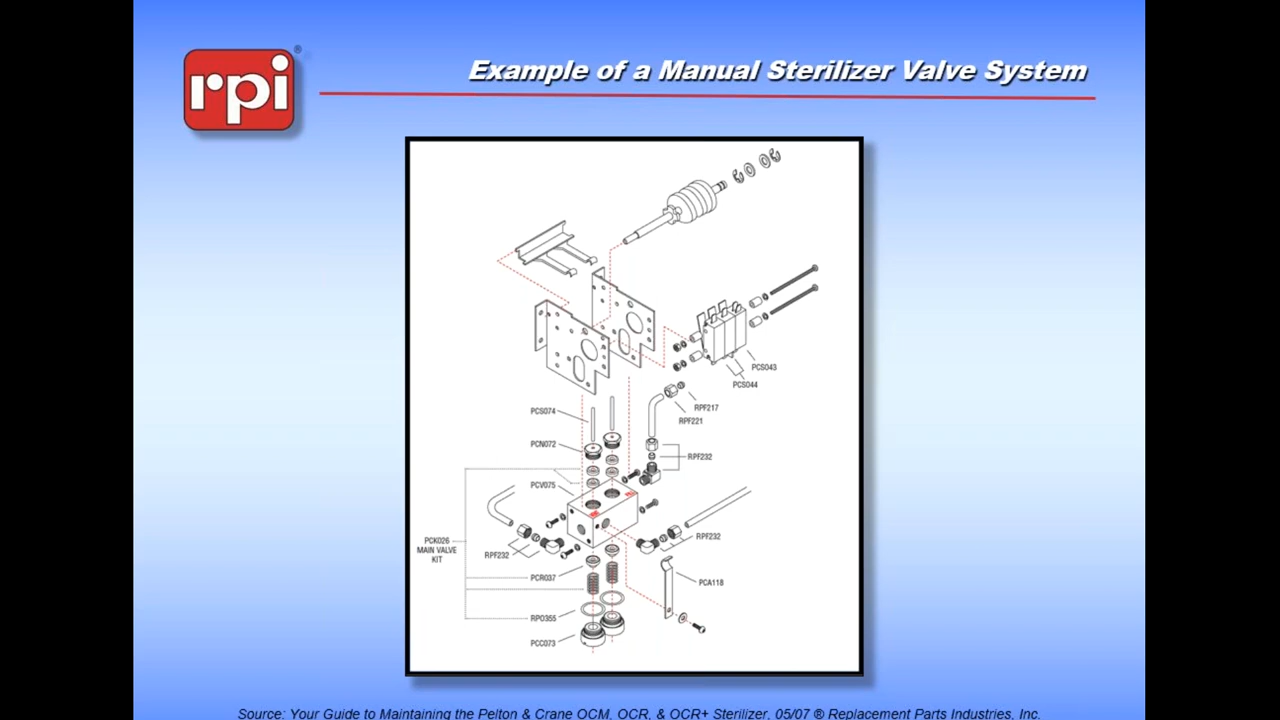 rpi ®
Example of a Manual Sterilizer Valve System
PCS043
PCS044
RPF217
RPF221
PCS074
PCN072
RPF232
PCV075
PCK026
MAIN VALVE
KIT
RPF232
RPF232
PCR037
PCA118
RPO355
PCC073
Source: Your Guide to Maintaining the Pelton & Crane OCM, OCR, & OCR+ Sterilizer, 05/07 ® Replacement Parts Industries, Inc.